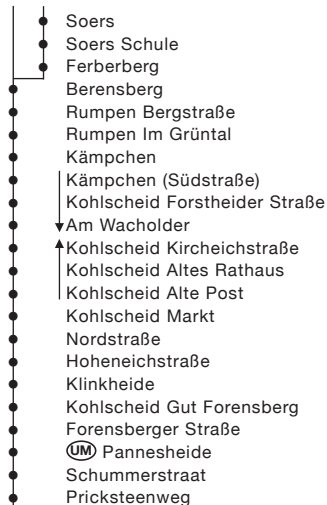 Soers
Soers Schule
Ferberberg
Berensberg
Rumpen Bergstraße
Rumpen Im Grüntal
Kämpchen
Kämpchen (Südstraße)
Kohlscheid Forstheider Straße
Am Wacholder
Kohlscheid Kircheichstraße
Kohlscheid Altes Rathaus
Kohlscheid Alte Post
Kohlscheid Markt
Nordstraße
Hoheneichstraße
Klinkheide
Kohlscheid Gut Forensberg
Forensberger Straße
UM Pannesheide
Schummerstraat
Pricksteenweg